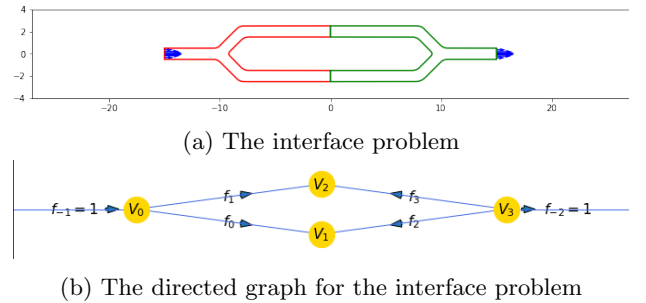 4
2
0
−2
−4
−20
−10
0
10
20
(a) The interface problem
f₋₁ = 1
V₀
f₁
f₀
V₂
V₁
f₃
f₂
V₃
f₋₂ = 1
(b) The directed graph for the interface problem